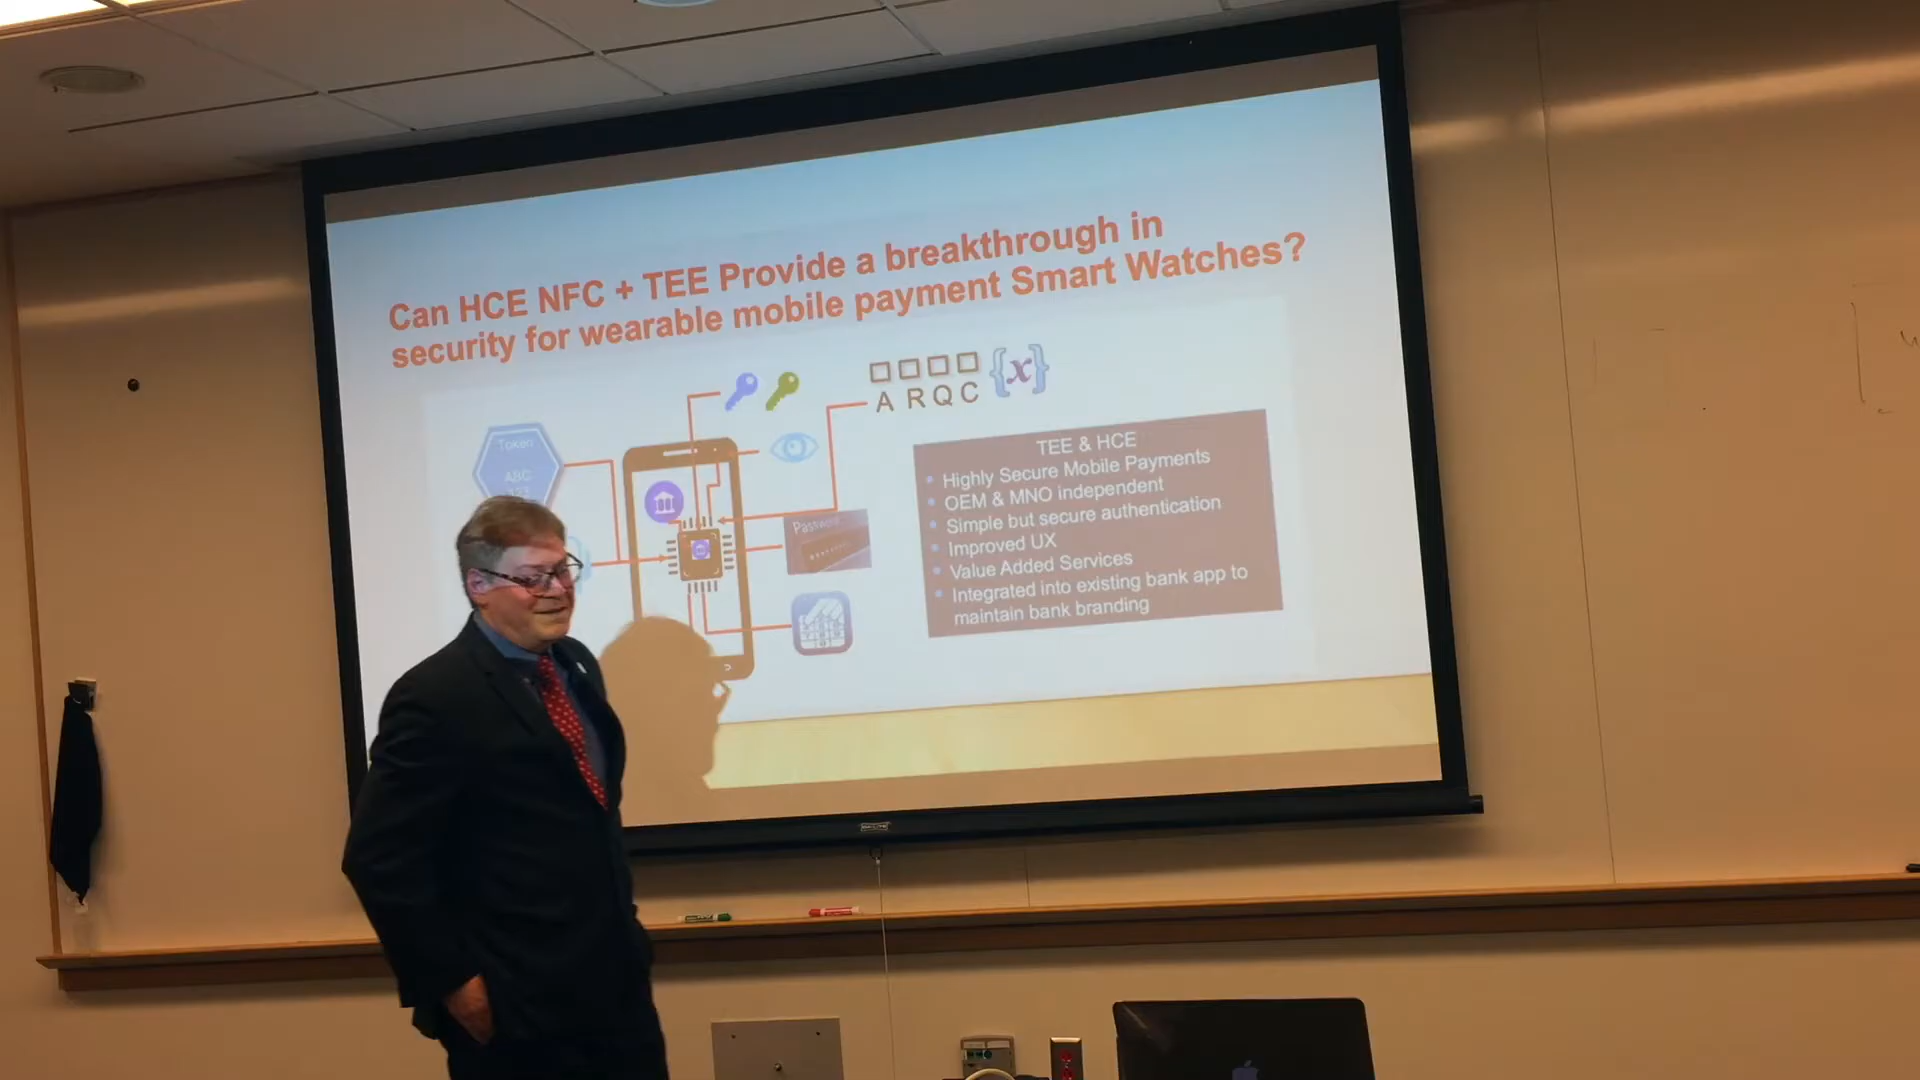 Can HCE NFC + TEE Provide a breakthrough in
security for wearable mobile payment Smart Watches?
A R Q C {x}
Token
ABC
123
Password
TEE & HCE
• Highly Secure Mobile Payments
• OEM & MNO independent
• Simple but secure authentication
• Improved UX
• Value Added Services
• Integrated into existing bank app to
maintain bank branding